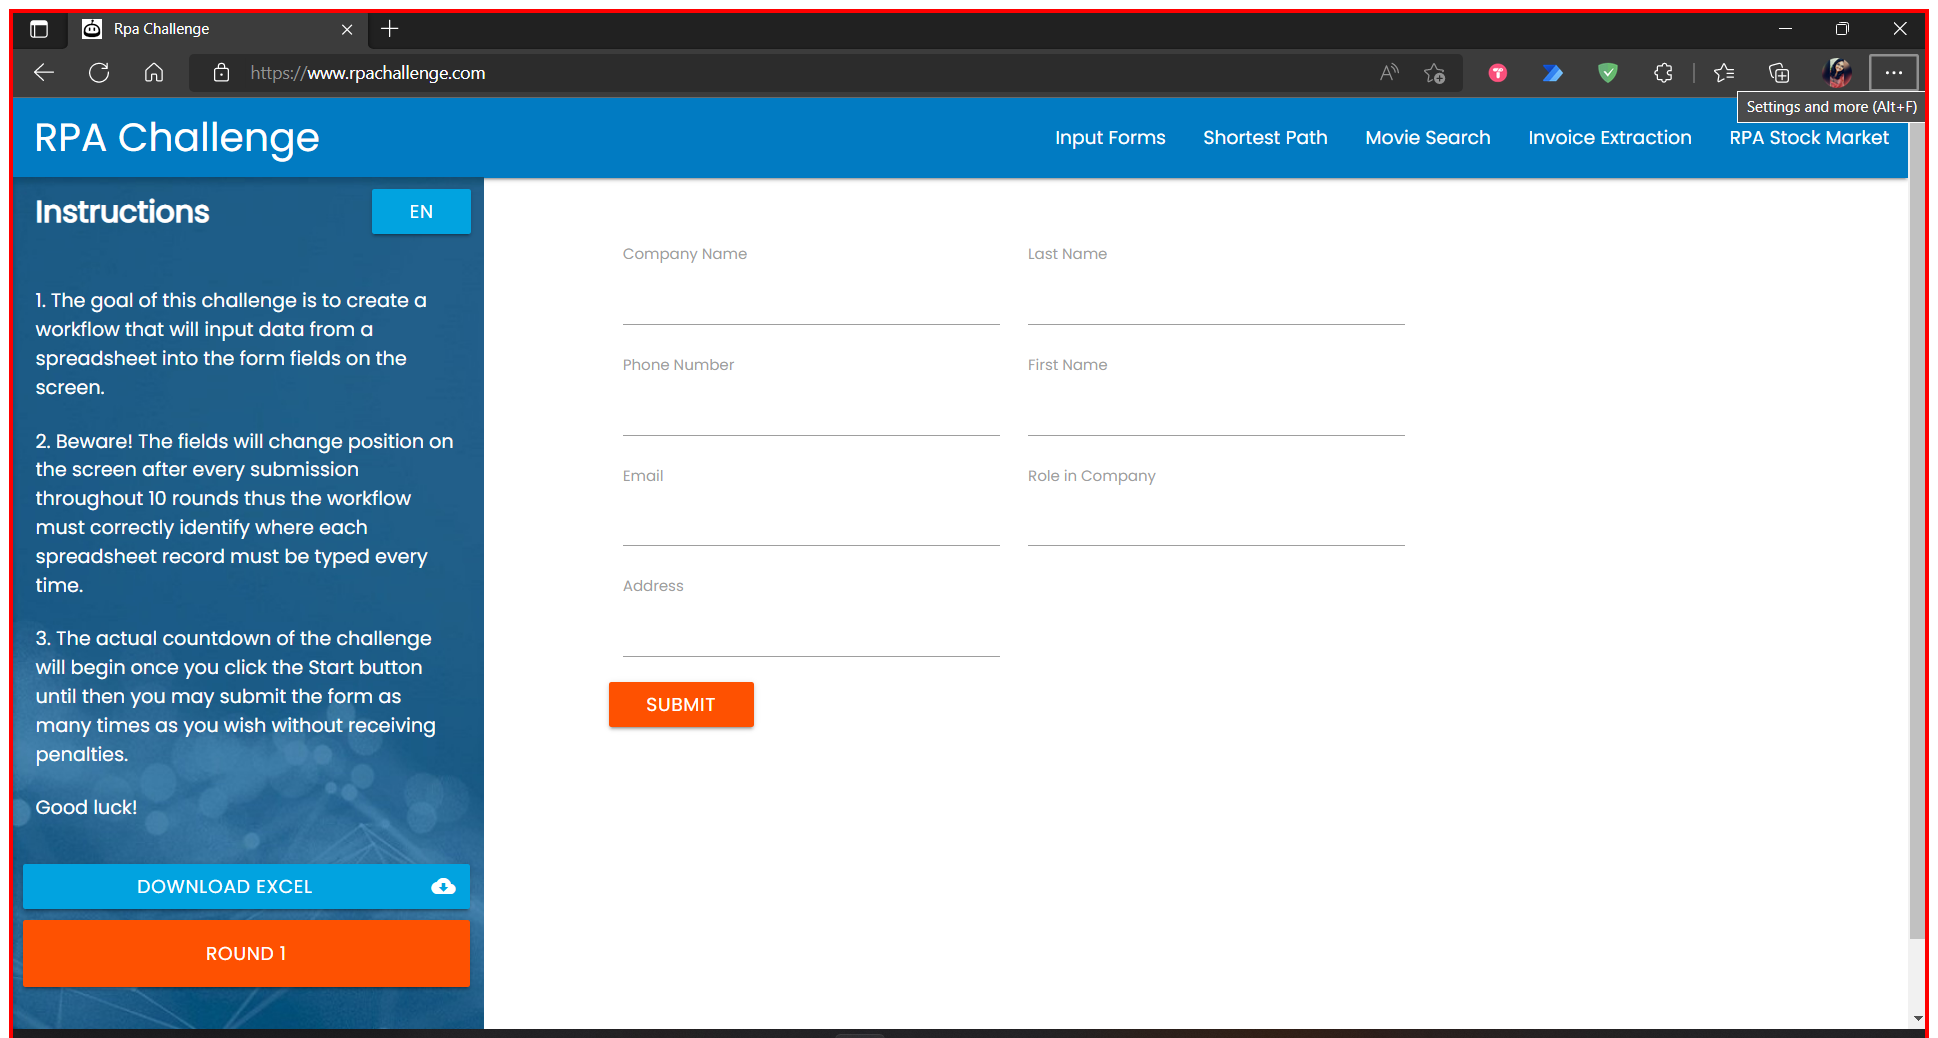 Rpa Challenge
https://www.rpachallenge.com
Settings and more (Alt+F)
RPA Challenge
Input Forms
Shortest Path
Movie Search
Invoice Extraction
RPA Stock Market
Instructions
EN
1. The goal of this challenge is to create a
workflow that will input data from a
spreadsheet into the form fields on the
screen.
2. Beware! The fields will change position on
the screen after every submission
throughout 10 rounds thus the workflow
must correctly identify where each
spreadsheet record must be typed every
time.
3. The actual countdown of the challenge
will begin once you click the Start button
until then you may submit the form as
many times as you wish without receiving
penalties.
Good luck!
DOWNLOAD EXCEL
ROUND 1
Company Name
Last Name
Phone Number
First Name
Email
Role in Company
Address
SUBMIT